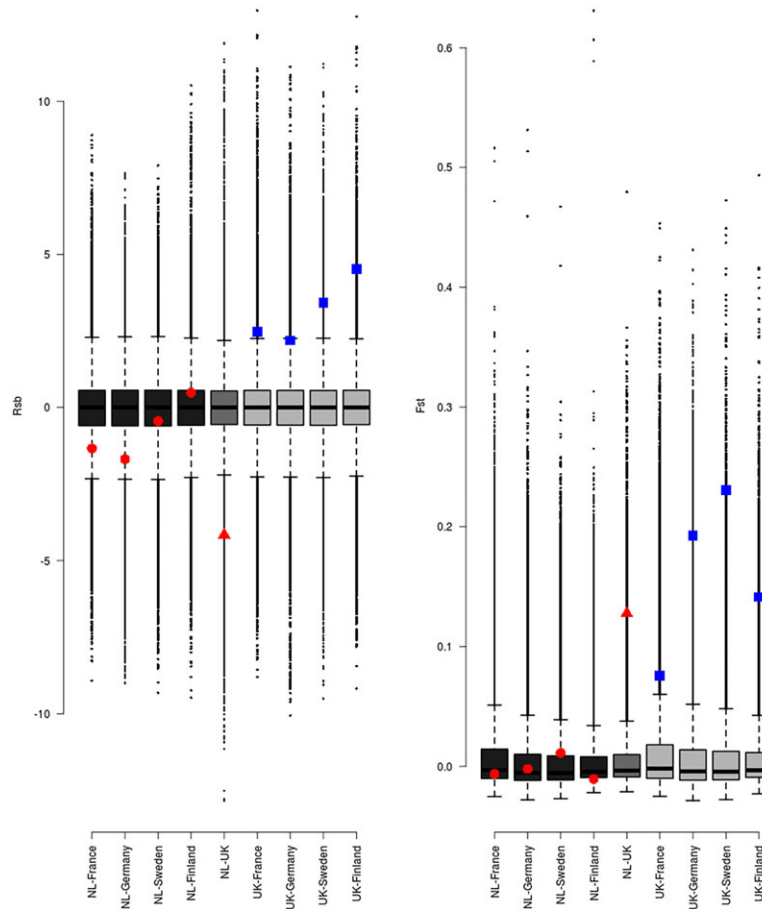 10
5
0
-5
-10
Rsb
NL-France
NL-Germany
NL-Sweden
NL-Finland
NL-UK
UK-France
UK-Germany
UK-Sweden
UK-Finland
0.6
0.5
0.4
0.3
0.2
0.1
0.0
Fst
NL-France
NL-Germany
NL-Sweden
NL-Finland
NL-UK
UK-France
UK-Germany
UK-Sweden
UK-Finland